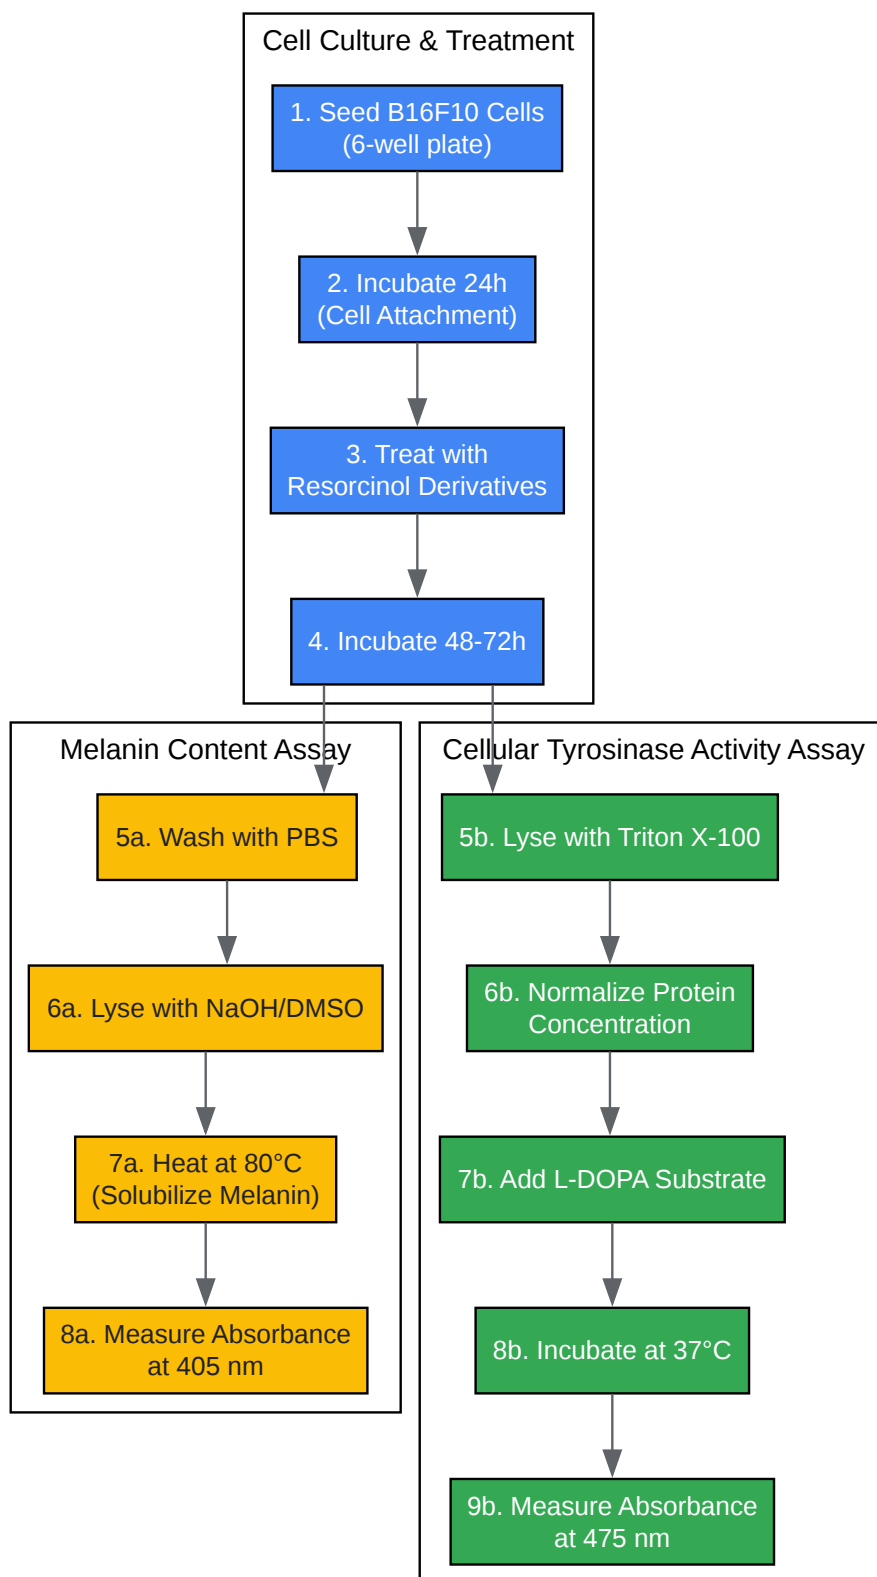 Cell Culture & Treatment
1. Seed B16F10 Cells
(6-well plate)
2. Incubate 24h
(Cell Attachment)
3. Treat with
Resorcinol Derivatives
4. Incubate 48-72h
Melanin Content Assay
5a. Wash with PBS
6a. Lyse with NaOH/DMSO
7a. Heat at 80°C
(Solubilize Melanin)
8a. Measure Absorbance
at 405 nm
Cellular Tyrosinase Activity Assay
5b. Lyse with Triton X-100
6b. Normalize Protein
Concentration
7b. Add L-DOPA Substrate
8b. Incubate at 37°C
9b. Measure Absorbance
at 475 nm